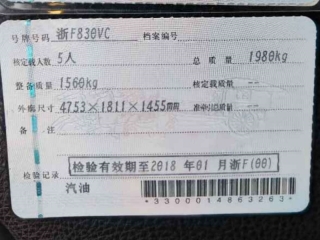 号牌号码 浙F830VC 档案编号
核定载人数 5人 总质量 1980kg
整备质量 1560kg 核定载质量 --
外廓尺寸 4753×1811×1455mm 准牵引总质量 --
备注
检验有效期至2018年01月浙F(00)
检验记录
汽油
*3300014863263*